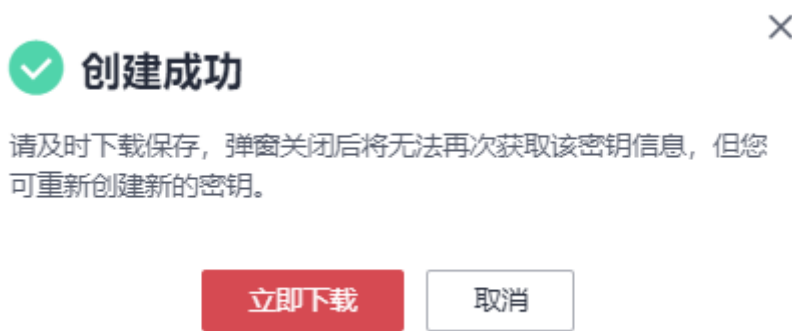 创建成功
请及时下载保存，弹窗关闭后将无法再次获取该密钥信息，但您
可重新创建新的密钥。
立即下载 取消